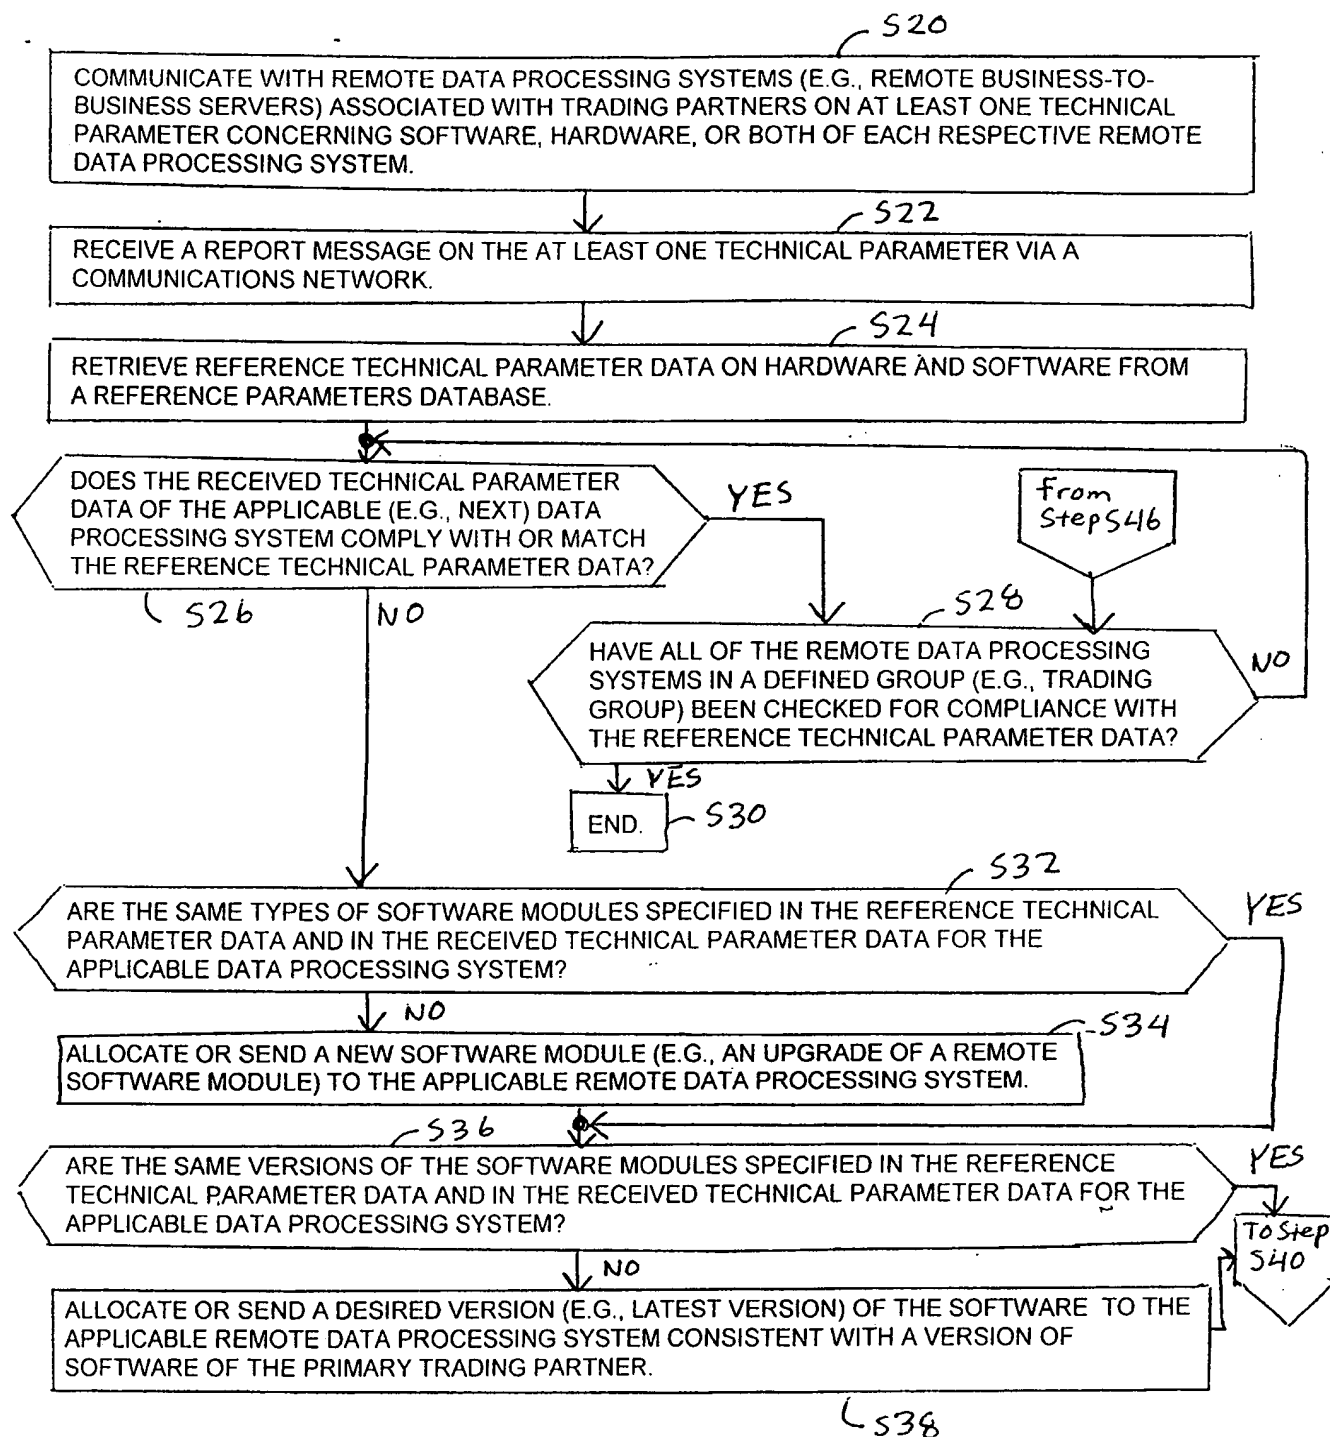 S20
COMMUNICATE WITH REMOTE DATA PROCESSING SYSTEMS (E.G., REMOTE BUSINESS-TO-
BUSINESS SERVERS) ASSOCIATED WITH TRADING PARTNERS ON AT LEAST ONE TECHNICAL
PARAMETER CONCERNING SOFTWARE, HARDWARE, OR BOTH OF EACH RESPECTIVE REMOTE
DATA PROCESSING SYSTEM.
S22
RECEIVE A REPORT MESSAGE ON THE AT LEAST ONE TECHNICAL PARAMETER VIA A
COMMUNICATIONS NETWORK.
S24
RETRIEVE REFERENCE TECHNICAL PARAMETER DATA ON HARDWARE AND SOFTWARE FROM
A REFERENCE PARAMETERS DATABASE.
DOES THE RECEIVED TECHNICAL PARAMETER
DATA OF THE APPLICABLE (E.G., NEXT) DATA
PROCESSING SYSTEM COMPLY WITH OR MATCH
THE REFERENCE TECHNICAL PARAMETER DATA?
YES
from
Step S46
S26
NO
S28
HAVE ALL OF THE REMOTE DATA PROCESSING
SYSTEMS IN A DEFINED GROUP (E.G., TRADING
GROUP) BEEN CHECKED FOR COMPLIANCE WITH
THE REFERENCE TECHNICAL PARAMETER DATA?
NO
YES
END.
S30
S32
ARE THE SAME TYPES OF SOFTWARE MODULES SPECIFIED IN THE REFERENCE TECHNICAL
PARAMETER DATA AND IN THE RECEIVED TECHNICAL PARAMETER DATA FOR THE
APPLICABLE DATA PROCESSING SYSTEM?
YES
NO
S34
ALLOCATE OR SEND A NEW SOFTWARE MODULE (E.G., AN UPGRADE OF A REMOTE
SOFTWARE MODULE) TO THE APPLICABLE REMOTE DATA PROCESSING SYSTEM.
S36
ARE THE SAME VERSIONS OF THE SOFTWARE MODULES SPECIFIED IN THE REFERENCE
TECHNICAL PARAMETER DATA AND IN THE RECEIVED TECHNICAL PARAMETER DATA FOR THE
APPLICABLE DATA PROCESSING SYSTEM?
YES
To Step
S40
NO
ALLOCATE OR SEND A DESIRED VERSION (E.G., LATEST VERSION) OF THE SOFTWARE TO THE
APPLICABLE REMOTE DATA PROCESSING SYSTEM CONSISTENT WITH A VERSION OF
SOFTWARE OF THE PRIMARY TRADING PARTNER.
S38